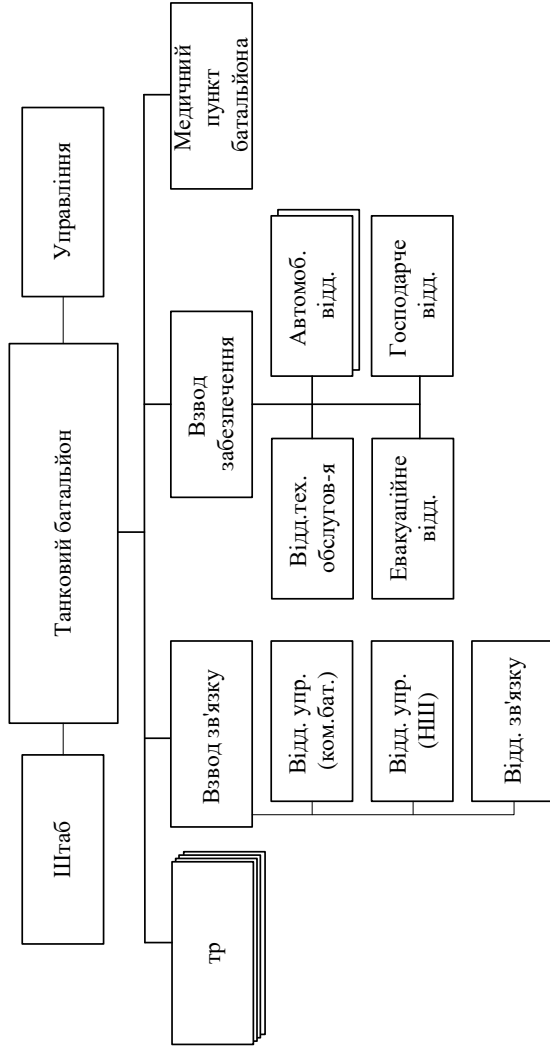 Штаб
Танковий батальйон
Управління
тр
Взвод зв'язку
Взвод
забезпечення
Медичний
пункт
батальйона
Відд. упр.
(ком.бат.)
Відд. упр.
(НШ)
Відд. зв'язку
Відд.тех.
обслугов-я
Автомоб.
відд.
Евакуаційне
відд.
Господарче
відд.